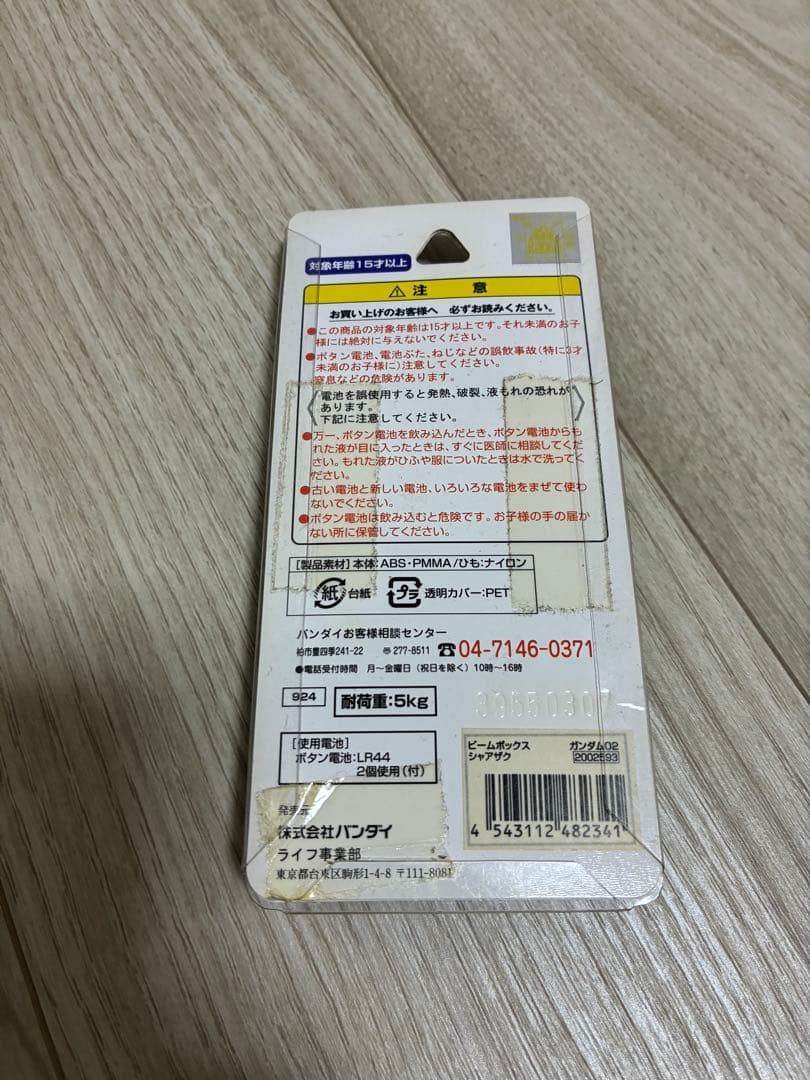 対象年齢15才以上
⚠注 意
お買い上げのお客様へ 必ずお読みください。
●この商品の対象年齢は15才以上です。それ未満のお子
様には絶対に与えないでください。
●ボタン電池、電池ぶた、ねじなどの誤飲事故(特に3才
未満のお子様に)注意してください。
窒息などの危険があります。
電池を誤使用すると発熱、破裂、液もれの恐れが
あります。
下記に注意してください。
●万一、ボタン電池を飲み込んだとき、ボタン電池からも
れた液が目に入ったときは、すぐに医師に相談してくだ
さい。もれた液がひふや服についたときは水で洗ってく
ださい。
●古い電池と新しい電池、いろいろな電池をまぜて使わ
ないでください。
●ボタン電池は飲み込むと危険です。お子様の手の届か
ない所に保管してください。
[製品素材]本体:ABS・PMMA/ひも:ナイロン
紙 台紙 プラ 透明カバー:PET
バンダイお客様相談センター
柏市豊四季241-22 〠277-8511 ☎04-7146-0371
●電話受付時間 月〜金曜日(祝日を除く)10時〜16時
924 耐荷重:5kg
39650307
[使用電池]
ボタン電池:LR44
2個使用(付)
ビームボックス ガンダム02
シャアザク 2002593
4 543112 482341
発売元
株式会社バンダイ
ライフ事業部
東京都台東区駒形1-4-8 〒111-8081